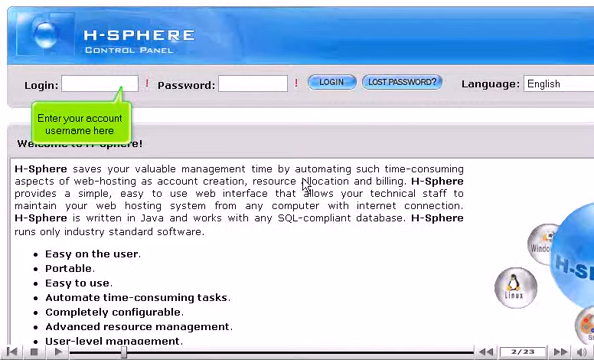 H-SPHERE
CONTROL PANEL
Login: ! Password: ! LOGIN LOST PASSWORD? Language: English
Enter your account
username here
Welcome to H-Sphere!
H-Sphere saves your valuable management time by automating such time-consuming
aspects of web-hosting as account creation, resource allocation and billing. H-Sphere
provides a simple, easy to use web interface that allows your technical staff to
maintain your web hosting system from any computer with internet connection.
H-Sphere is written in Java and works with any SQL-compliant database. H-Sphere
runs only industry standard software.
• Easy on the user.
• Portable.
• Easy to use.
• Automate time-consuming tasks.
• Completely configurable.
• Advanced resource management.
• User-level management.
Linux
2/23